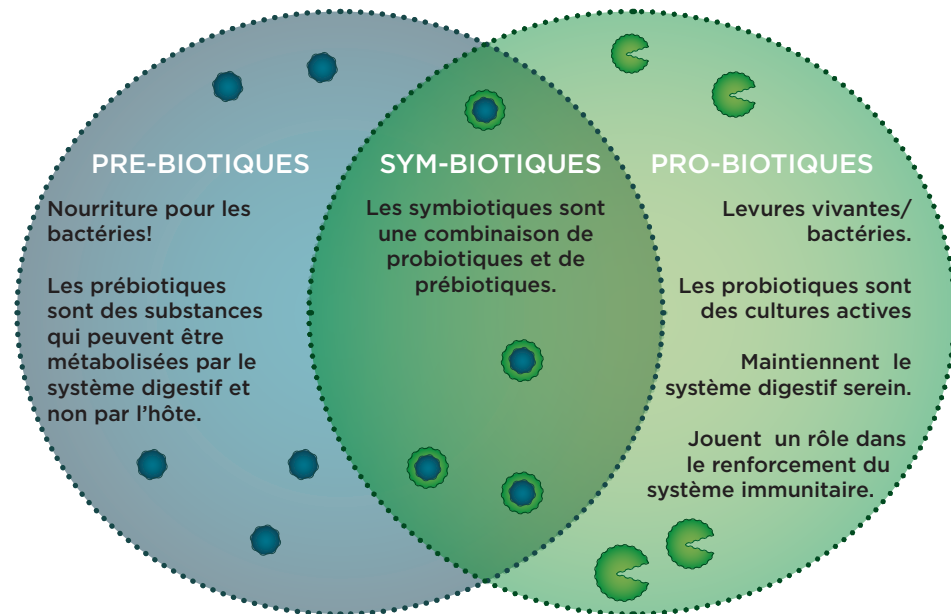 PRE-BIOTIQUES
Nourriture pour les
bactéries!
Les prébiotiques
sont des substances
qui peuvent être
métabolisées par le
système digestif et
non par l’hôte.
SYM-BIOTIQUES
Les symbiotiques sont
une combinaison de
probiotiques et de
prébiotiques.
PRO-BIOTIQUES
Levures vivantes/
bactéries.
Les probiotiques sont
des cultures actives
Maintiennent le
système digestif serein.
Jouent un rôle dans
le renforcement du
système immunitaire.